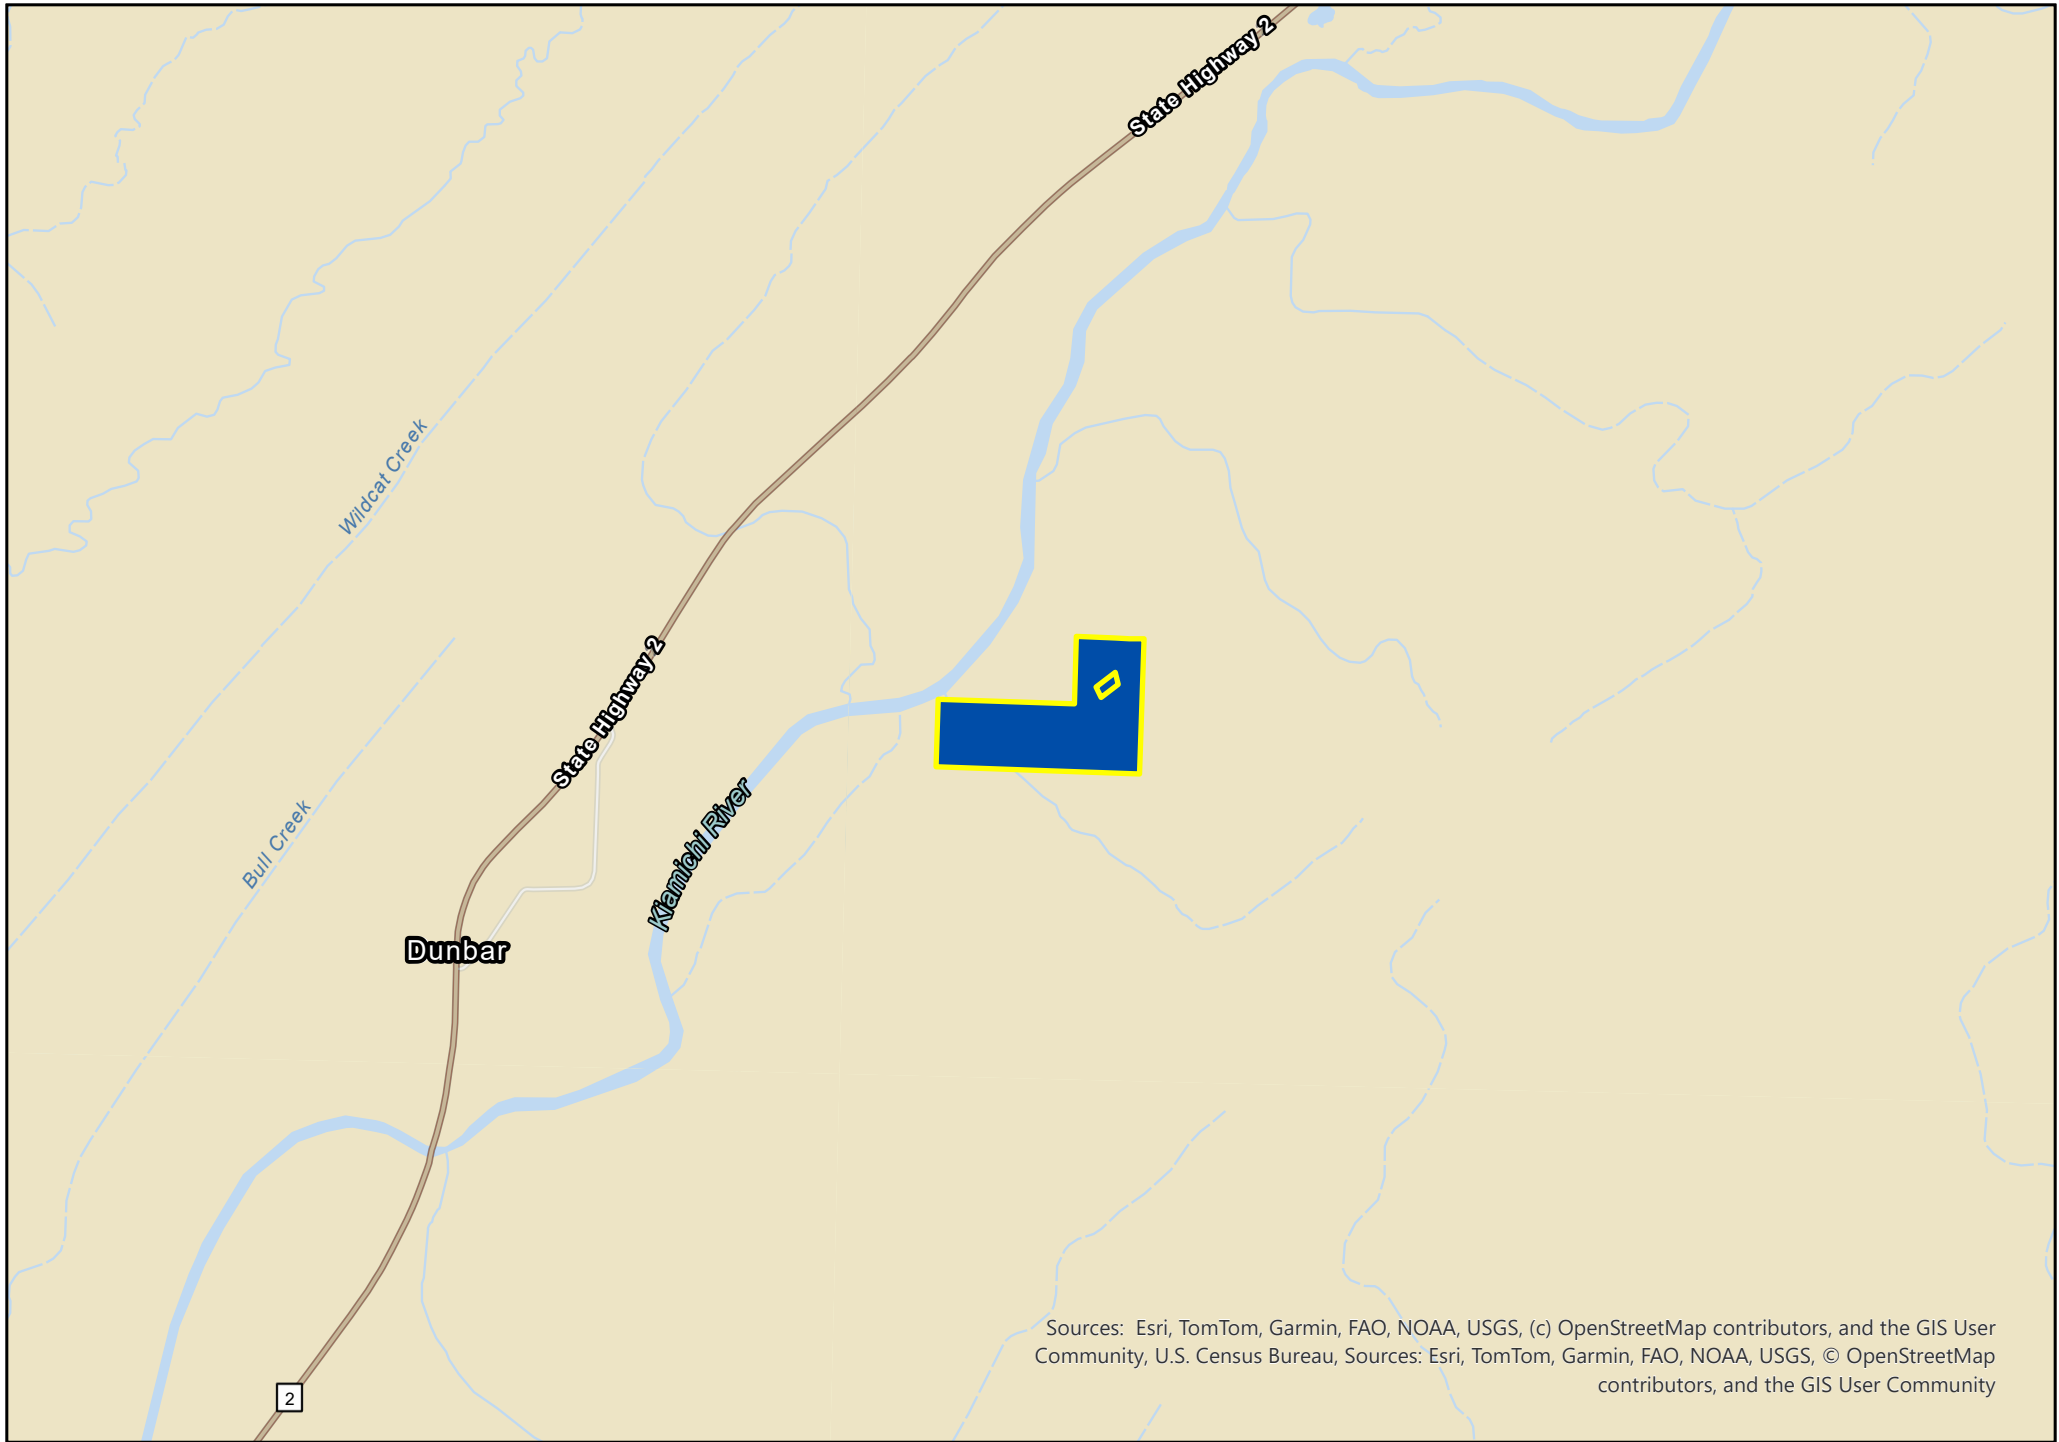 State Highway 2
Wildcat Creek
State Highway 2
Kiamichi River
Bull Creek
Dunbar
2
Sources: Esri, TomTom, Garmin, FAO, NOAA, USGS, (c) OpenStreetMap contributors, and the GIS User
Community, U.S. Census Bureau, Sources: Esri, TomTom, Garmin, FAO, NOAA, USGS, © OpenStreetMap
contributors, and the GIS User Community